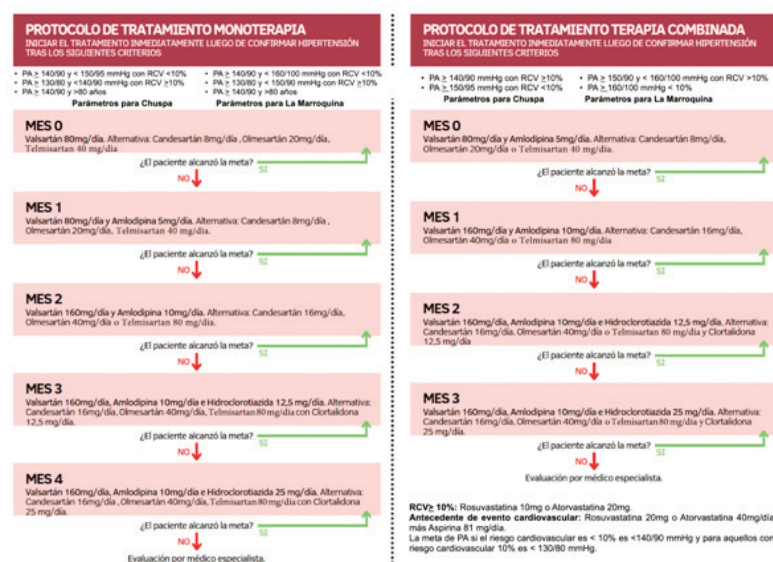 PROTOCOLO DE TRATAMIENTO MONOTERAPIA
INICIAR EL TRATAMIENTO INMEDIATAMENTE LUEGO DE CONFIRMAR HIPERTENSIÓN
TRAS LOS SIGUIENTES CRITERIOS
• PA ≥ 140/90 y < 150/95 mmHg con RCV <10%
• PA ≥ 130/80 y <140/90 mmHg con RCV ≥10%
• PA ≥ 140/90 y >80 años
Parámetros para Chuspa
• PA ≥ 140/90 y < 160/100 mmHg con RCV <10%
• PA ≥ 130/80 y < 150/90 mmHg con RCV ≥10%
• PA ≥ 140/90 y >80 años
Parámetros para La Marroquina
MES 0
Valsartán 80mg/día. Alternativa: Candesartán 8mg/día , Olmesartán 20mg/día,
Telmisartan 40 mg/día
¿El paciente alcanzó la meta?
SI
NO
MES 1
Valsartán 80mg/día y Amlodipina 5mg/día. Alternativa: Candesartán 8mg/día ,
Olmesartán 20mg/día, Telmisartan 40 mg/día.
¿El paciente alcanzó la meta?
SI
NO
MES 2
Valsartán 160mg/día y Amlodipina 10mg/día. Alternativa: Candesartán 16mg/día,
Olmesartán 40mg/día o Telmisartan 80 mg/día.
¿El paciente alcanzó la meta?
SI
NO
MES 3
Valsartán 160mg/día, Amlodipina 10mg/día e Hidroclorotiazida 12,5 mg/día. Alternativa:
Candesartán 16mg/día, Olmesartán 40mg/día, Telmisartan 80 mg/día con Clortalidona
12,5 mg/día.
¿El paciente alcanzó la meta?
SI
NO
MES 4
Valsartán 160mg/día, Amlodipina 10mg/día e Hidroclorotiazida 25 mg/día. Alternativa:
Candesartán 16mg/día , Olmesartán 40mg/día, Telmisartan 80 mg/día con Clortalidona
25 mg/día.
¿El paciente alcanzó la meta?
SI
NO
Evaluación por médico especialista.
PROTOCOLO DE TRATAMIENTO TERAPIA COMBINADA
INICIAR EL TRATAMIENTO INMEDIATAMENTE LUEGO DE CONFIRMAR HIPERTENSIÓN
TRAS LOS SIGUIENTES CRITERIOS
• PA ≥ 140/90 mmHg con RCV ≥10%
• PA ≥150/95 mmHg con RCV <10%
Parámetros para Chuspa
• PA ≥ 150/90 y < 160/100 mmHg con RCV >10%
• PA ≥ 160/100 mmHg < 10%
Parámetros para La Marroquina
MES 0
Valsartán 80mg/día y Amlodipina 5mg/día. Alternativa: Candesartán 8mg/día,
Olmesartán 20mg/día o Telmisartan 40 mg/día.
¿El paciente alcanzó la meta?
SI
NO
MES 1
Valsartán 160mg/día y Amlodipina 10mg/día. Alternativa: Candesartán 16mg/día,
Olmesartán 40mg/día o Telmisartan 80 mg/día
¿El paciente alcanzó la meta?
SI
NO
MES 2
Valsartán 160mg/día, Amlodipina 10mg/día e Hidroclorotiazida 12,5 mg/día. Alternativa:
Candesartán 16mg/día, Olmesartán 40mg/día o Telmisartan 80 mg/día y Clortalidona
12,5 mg/día
¿El paciente alcanzó la meta?
SI
NO
MES 3
Valsartán 160mg/día, Amlodipina 10mg/día e Hidroclorotiazida 25 mg/día. Alternativa:
Candesartán 16mg/día, Olmesartán 40mg/día o Telmisartan 80 mg/día y Clortalidona
25 mg/día.
¿El paciente alcanzó la meta?
SI
NO
Evaluación por médico especialista.
RCV≥ 10%: Rosuvastatina 10mg o Atorvastatina 20mg.
Antecedente de evento cardiovascular: Rosuvastatina 20mg o Atorvastatina 40mg/día
más Aspirina 81 mg/día.
La meta de PA si el riesgo cardiovascular es < 10% es <140/90 mmHg y para aquellos con
riesgo cardiovascular 10% es < 130/80 mmHg.